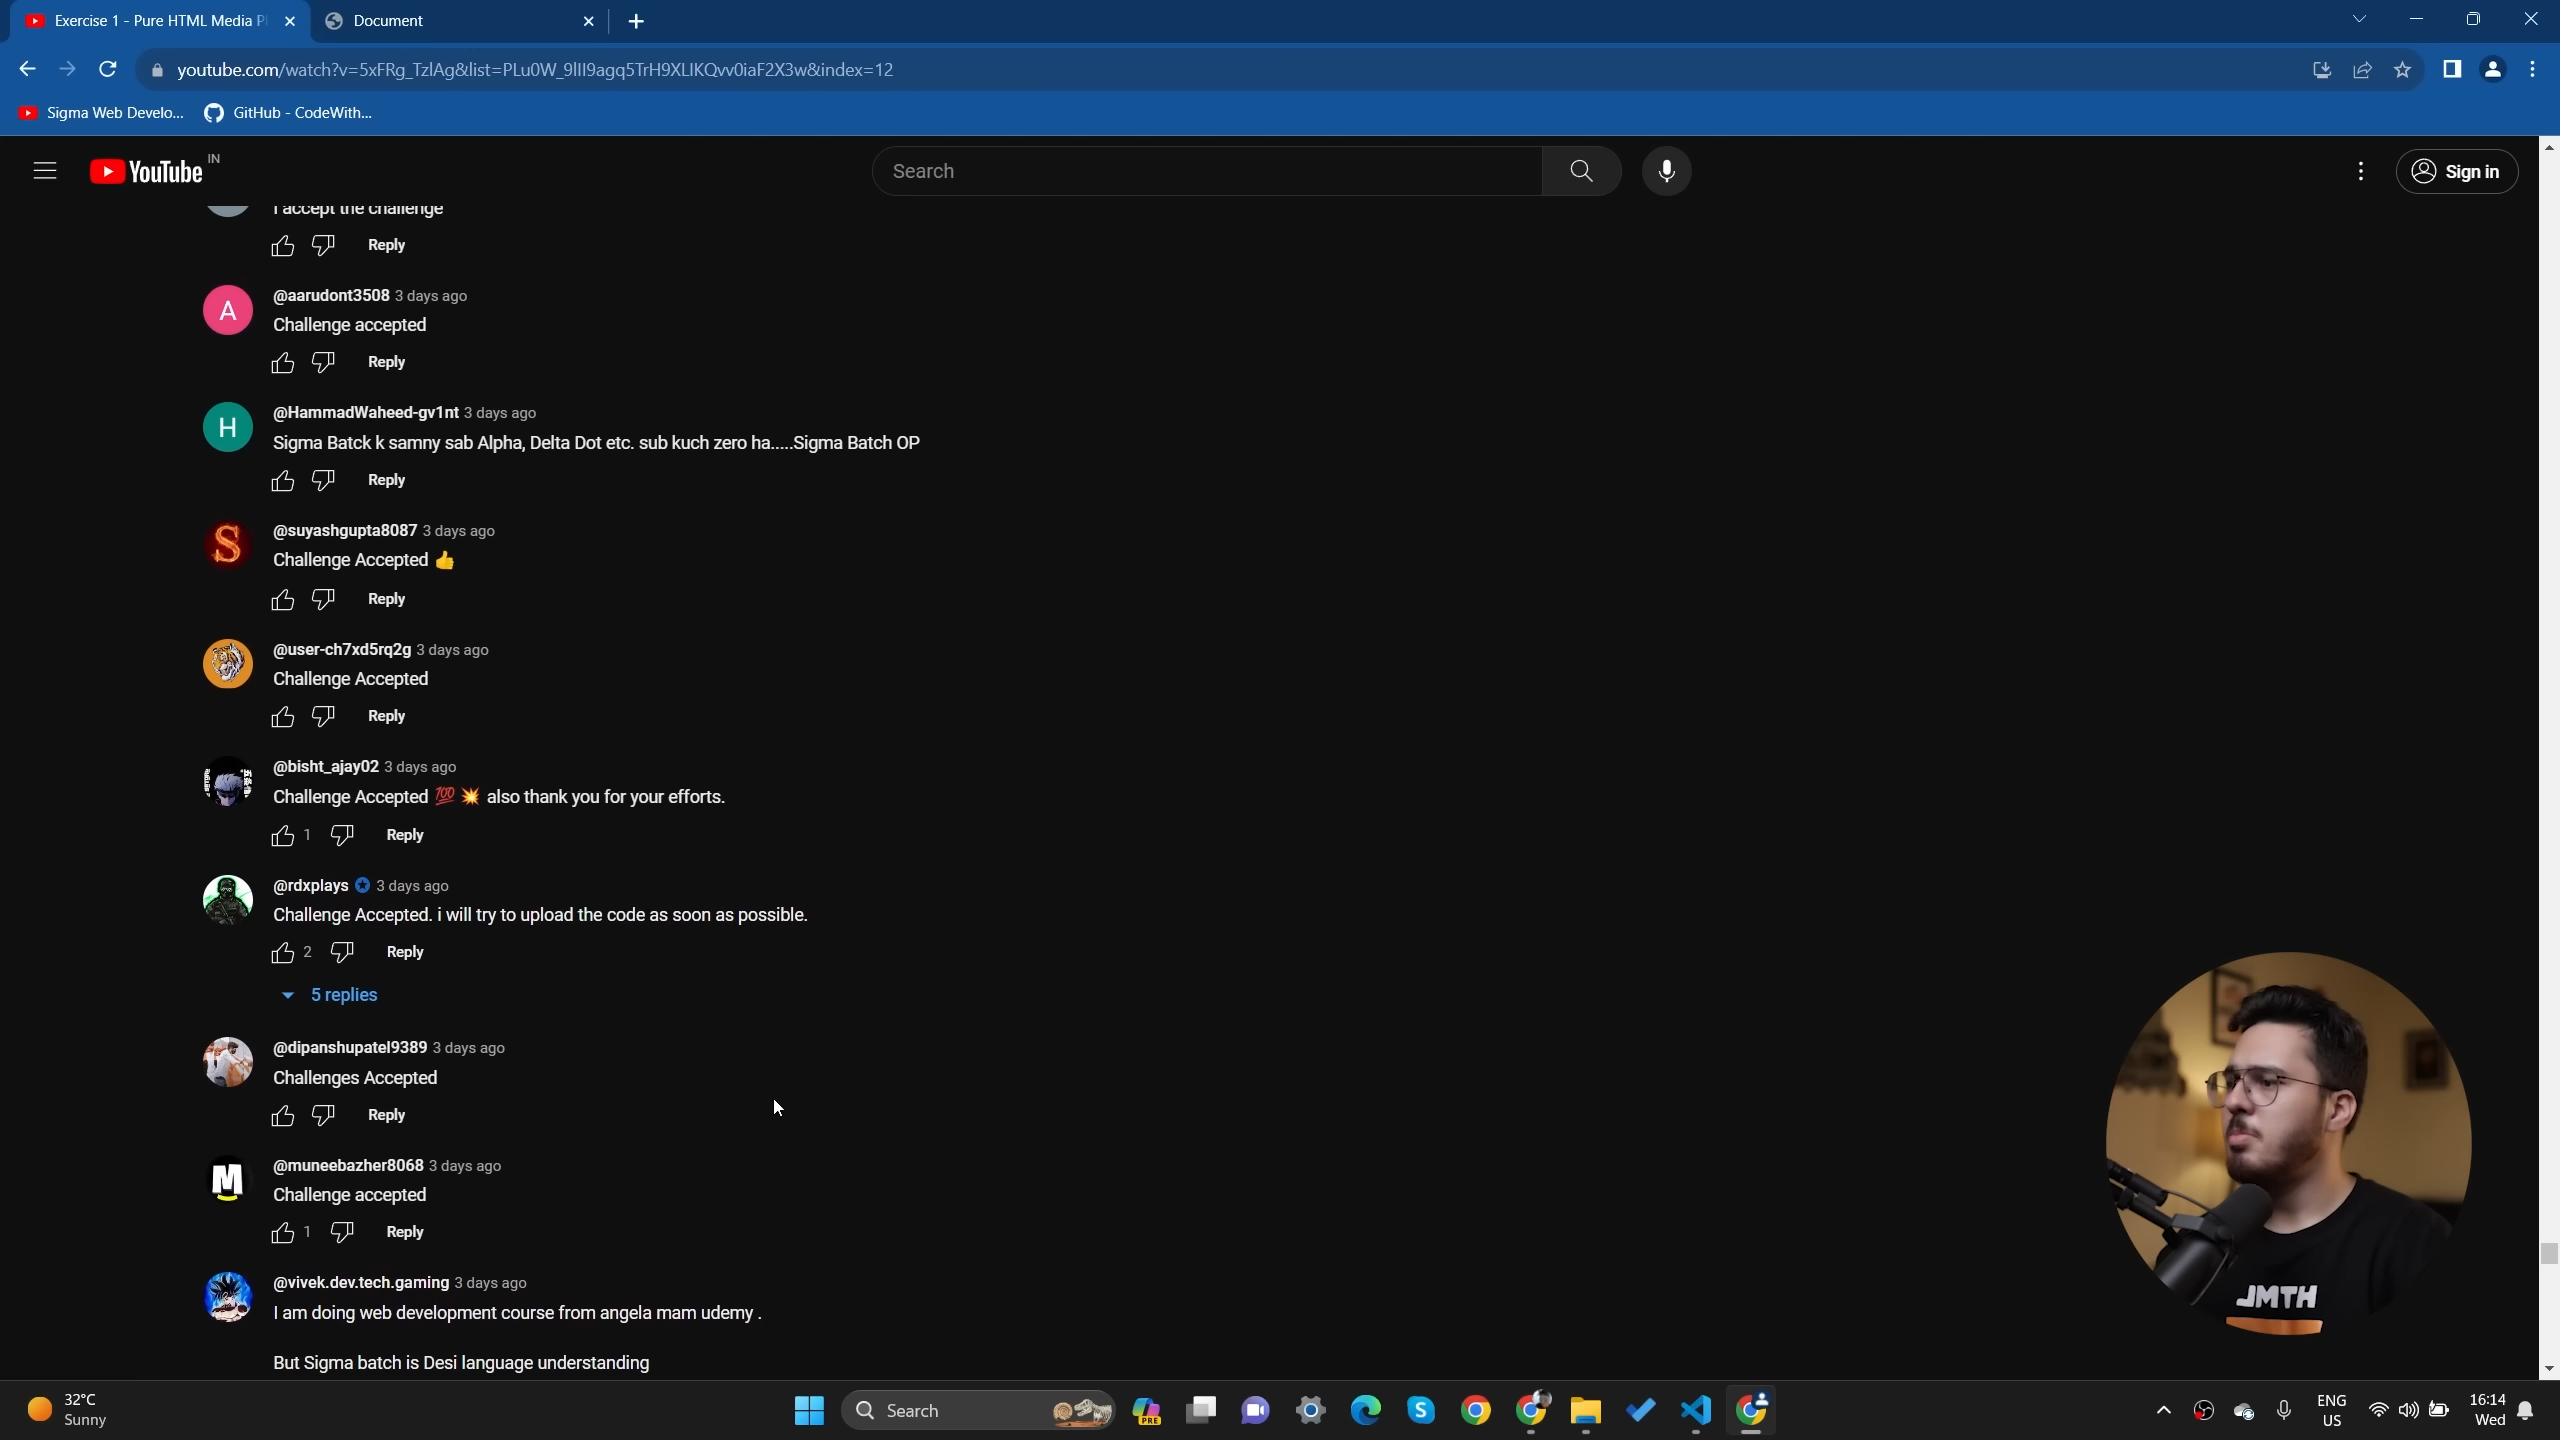 Exercise 1 - Pure HTML Media Pl
Document
youtube.com/watch?v=5xFRg_TzlAg&list=PLu0W_9lII9agq5TrH9XLIKQvv0iaF2X3w&index=12
Sigma Web Develo...
GitHub - CodeWith...
YouTube IN
Search
Sign in
I accept the challenge
Reply
A
@aarudont3508 3 days ago
Challenge accepted
Reply
H
@HammadWaheed-gv1nt 3 days ago
Sigma Batck k samny sab Alpha, Delta Dot etc. sub kuch zero ha.....Sigma Batch OP
Reply
S
@suyashgupta8087 3 days ago
Challenge Accepted 👍
Reply
@user-ch7xd5rq2g 3 days ago
Challenge Accepted
Reply
@bisht_ajay02 3 days ago
Challenge Accepted 💯 💥 also thank you for your efforts.
1 Reply
@rdxplays 3 days ago
Challenge Accepted. i will try to upload the code as soon as possible.
2 Reply
5 replies
@dipanshupatel9389 3 days ago
Challenges Accepted
Reply
M
@muneebazher8068 3 days ago
Challenge accepted
1 Reply
@vivek.dev.tech.gaming 3 days ago
I am doing web development course from angela mam udemy .
But Sigma batch is Desi language understanding
HTML
32°C
Sunny
Search
PRE
ENG
US
16:14
Wed